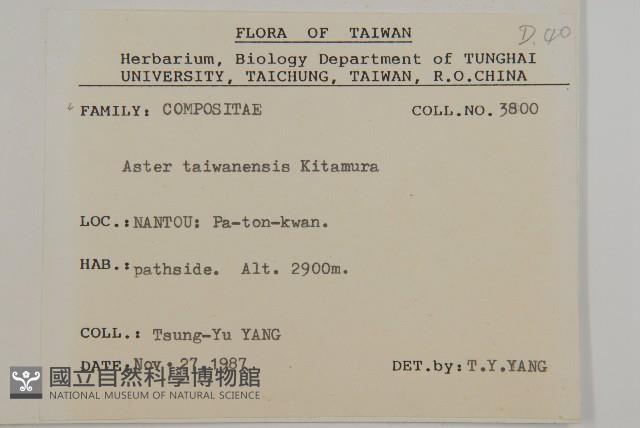 D.40
FLORA OF TAIWAN
Herbarium, Biology Department of TUNGHAI
UNIVERSITY, TAICHUNG, TAIWAN, R.O.CHINA
FAMILY: COMPOSITAE COLL.NO. 3800
Aster taiwanensis Kitamura
LOC.: NANTOU: Pa-ton-kwan.
HAB.: pathside. Alt. 2900m.
COLL.: Tsung-Yu YANG
DATE: Nov. 27 1987 DET.by: T.Y.YANG
國立自然科學博物館
NATIONAL MUSEUM OF NATURAL SCIENCE